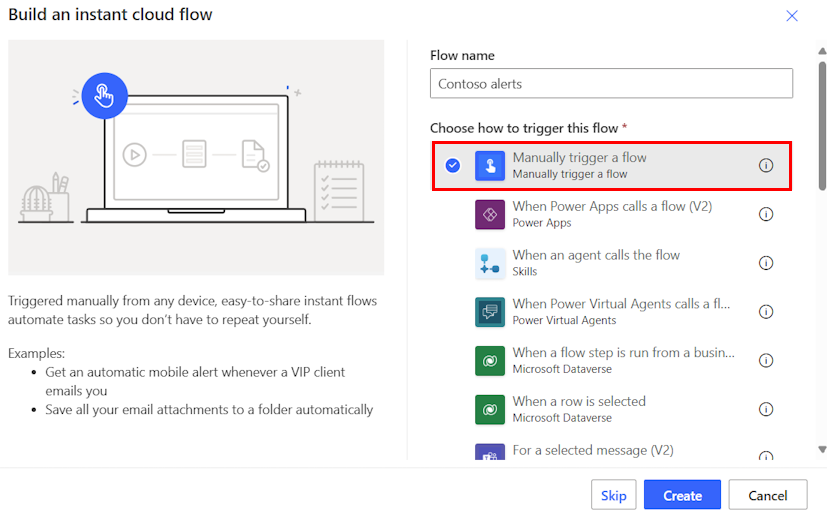 Build an instant cloud flow
Triggered manually from any device, easy-to-share instant flows
automate tasks so you don’t have to repeat yourself.
Examples:
Get an automatic mobile alert whenever a VIP client
emails you
Save all your email attachments to a folder automatically
Flow name
Contoso alerts
Choose how to trigger this flow *
Manually trigger a flow
Manually trigger a flow
When Power Apps calls a flow (V2)
Power Apps
When an agent calls the flow
Skills
When Power Virtual Agents calls a fl...
Power Virtual Agents
When a flow step is run from a busin...
Microsoft Dataverse
When a row is selected
Microsoft Dataverse
For a selected message (V2)
Skip
Create
Cancel